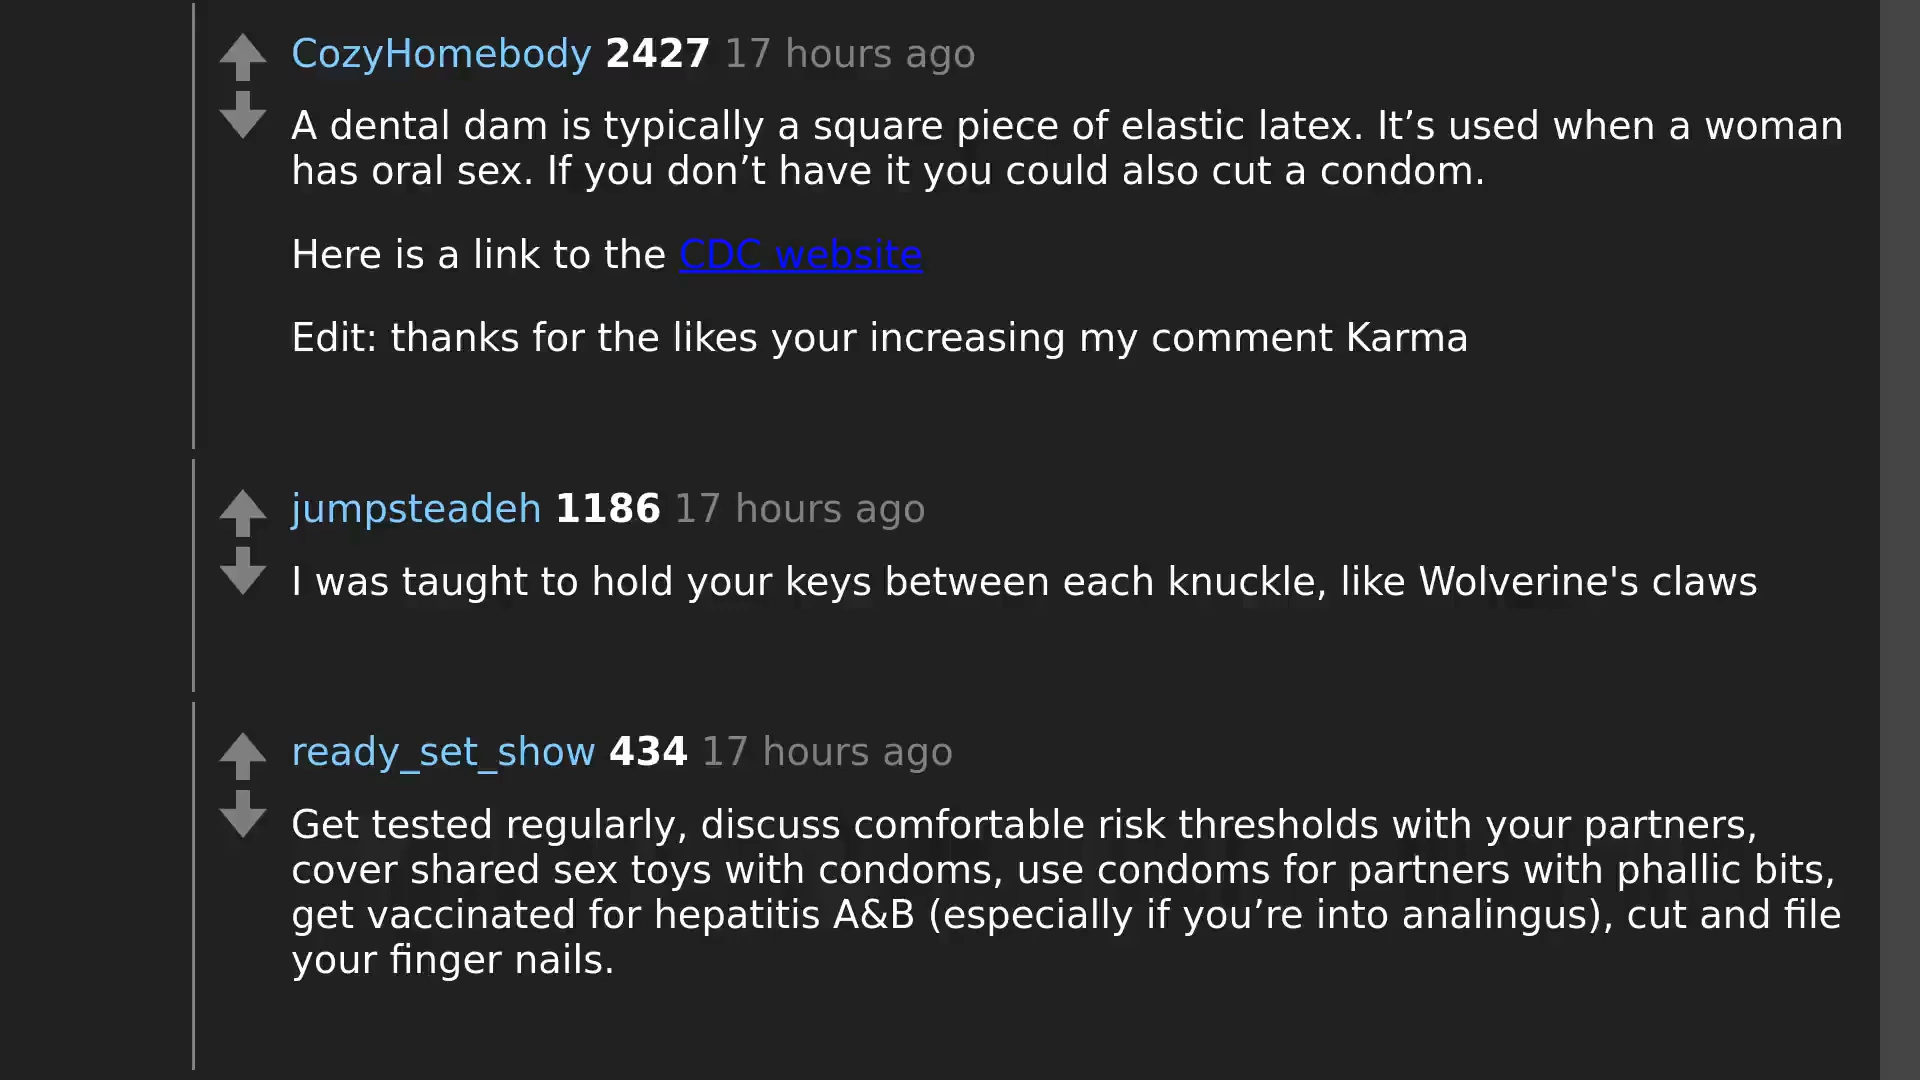 CozyHomebody 2427 17 hours ago
A dental dam is typically a square piece of elastic latex. It’s used when a woman
has oral sex. If you don’t have it you could also cut a condom.
Here is a link to the CDC website
Edit: thanks for the likes your increasing my comment Karma
jumpsteadeh 1186 17 hours ago
I was taught to hold your keys between each knuckle, like Wolverine's claws
ready_set_show 434 17 hours ago
Get tested regularly, discuss comfortable risk thresholds with your partners,
cover shared sex toys with condoms, use condoms for partners with phallic bits,
get vaccinated for hepatitis A&B (especially if you’re into analingus), cut and file
your finger nails.